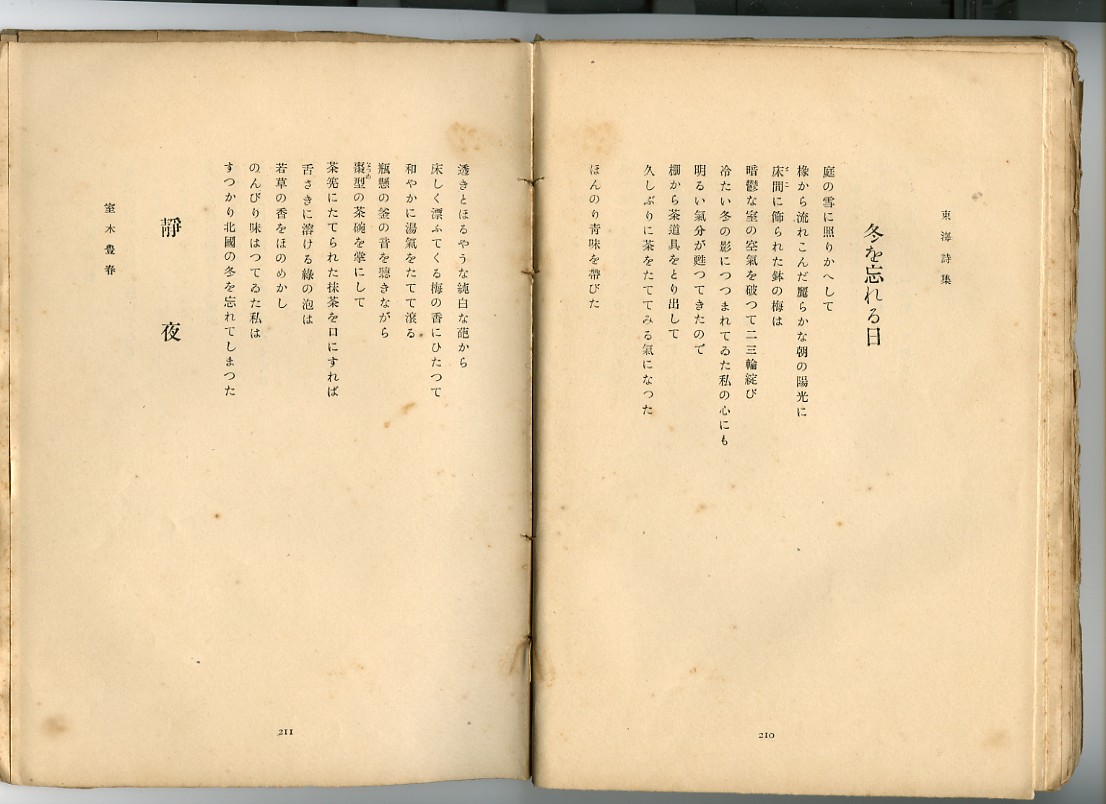 東海詩集
冬を忘れる日
庭の雪に照りかへして
椽から流れこんだ麗らかな朝の陽光に
床間に飾られた鉢の梅は
とこ
暗鬱な室の空氣を破つて二三輪綻び
冷たい冬の影につつまれてゐた私の心にも
明るい氣分が甦つてきたので
棚から茶道具をとり出して
久しぶりに茶をたててみる氣になつた
ほんのり靑味を帶びた
210
透きとほるやうな純白な葩から
床しく漂ふてくる梅の香にひたつて
和やかに湯氣をたてて滾る
瓶懸の釜の音を聽きながら
棗型の茶碗を掌にして
なつめ
茶筅にたてられた抹茶を口にすれば
舌さきに溶ける綠の泡は
若草の香をほのめかし
のんびり味はつてゐた私は
すつかり北國の冬を忘れてしまつた
靜夜
室木豊春
211